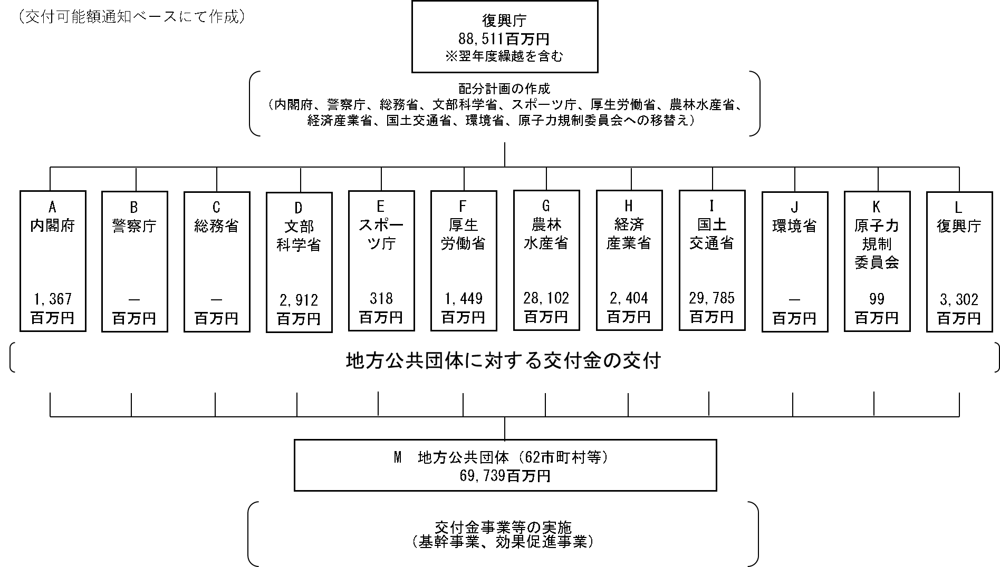 （交付可能額通知ベースにて作成）
復興庁
88,511百万円
※翌年度繰越を含む
配分計画の作成
（内閣府、警察庁、総務省、文部科学省、スポーツ庁、厚生労働省、農林水産省、
経済産業省、国土交通省、環境省、原子力規制委員会への移替え）
A
内閣府
1,367
百万円
B
警察庁
－
百万円
C
総務省
－
百万円
D
文部
科学省
2,912
百万円
E
スポー
ツ庁
318
百万円
F
厚生
労働省
1,449
百万円
G
農林
水産省
28,102
百万円
H
経済
産業省
2,404
百万円
I
国土
交通省
29,785
百万円
J
環境省
－
百万円
K
原子力
規制
委員会
99
百万円
L
復興庁
3,302
百万円
地方公共団体に対する交付金の交付
M　地方公共団体（62市町村等）
69,739百万円
交付金事業等の実施
（基幹事業、効果促進事業）